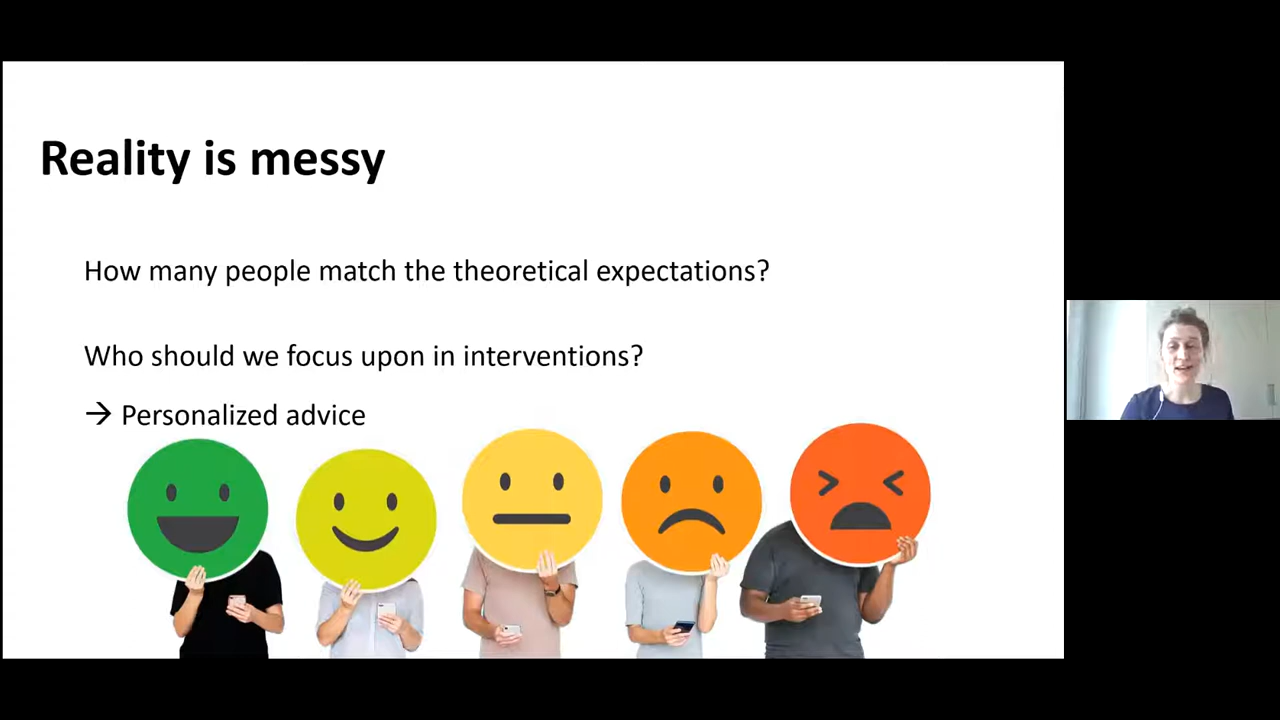 Reality is messy
How many people match the theoretical expectations?
Who should we focus upon in interventions?
→ Personalized advice